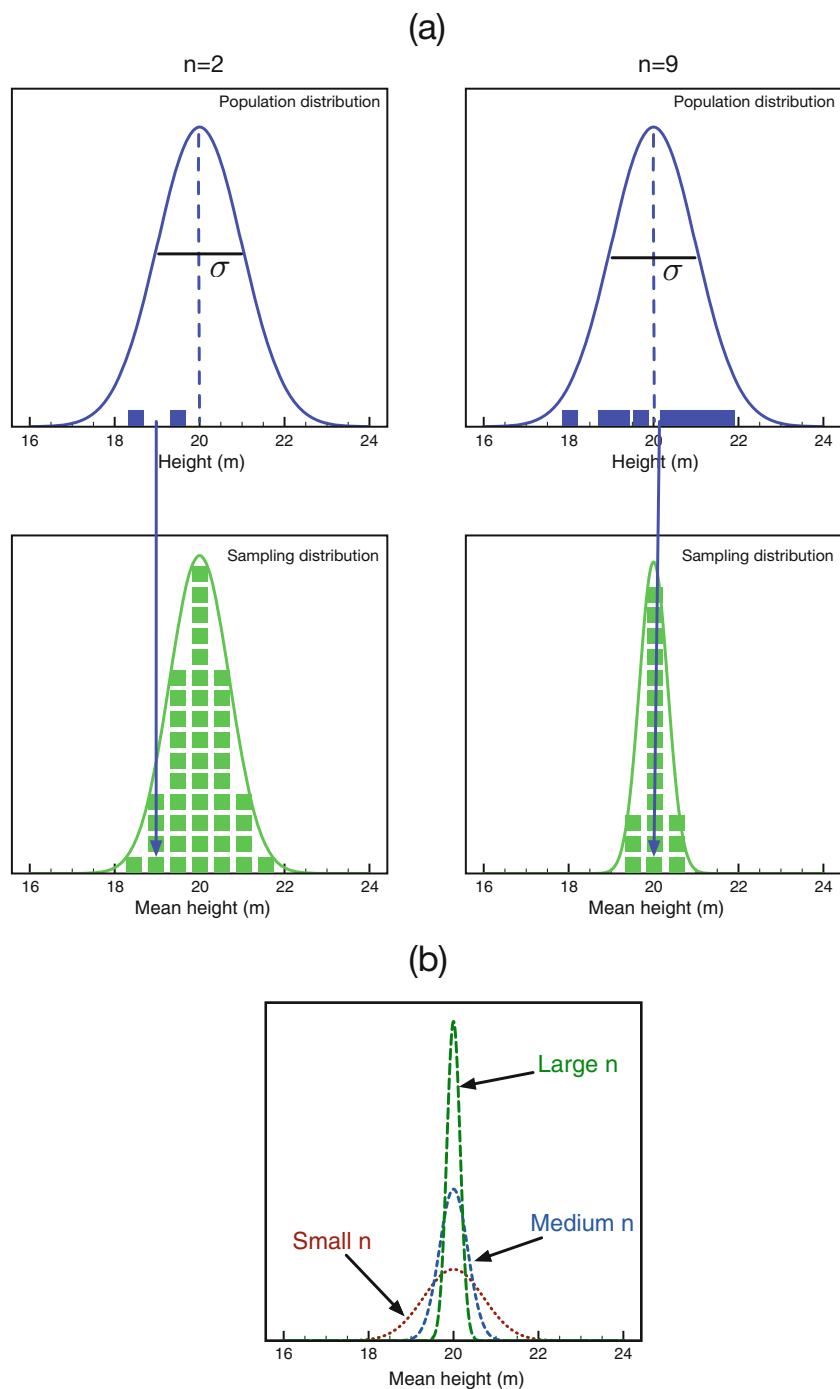 (a)
n=2
n=9
Population distribution
Population distribution
σ
σ
16 18 20 22 24
16 18 20 22 24
Height (m)
Height (m)
Sampling distribution
Sampling distribution
16 18 20 22 24
16 18 20 22 24
Mean height (m)
Mean height (m)
(b)
Large n
Medium n
Small n
16 18 20 22 24
Mean height (m)